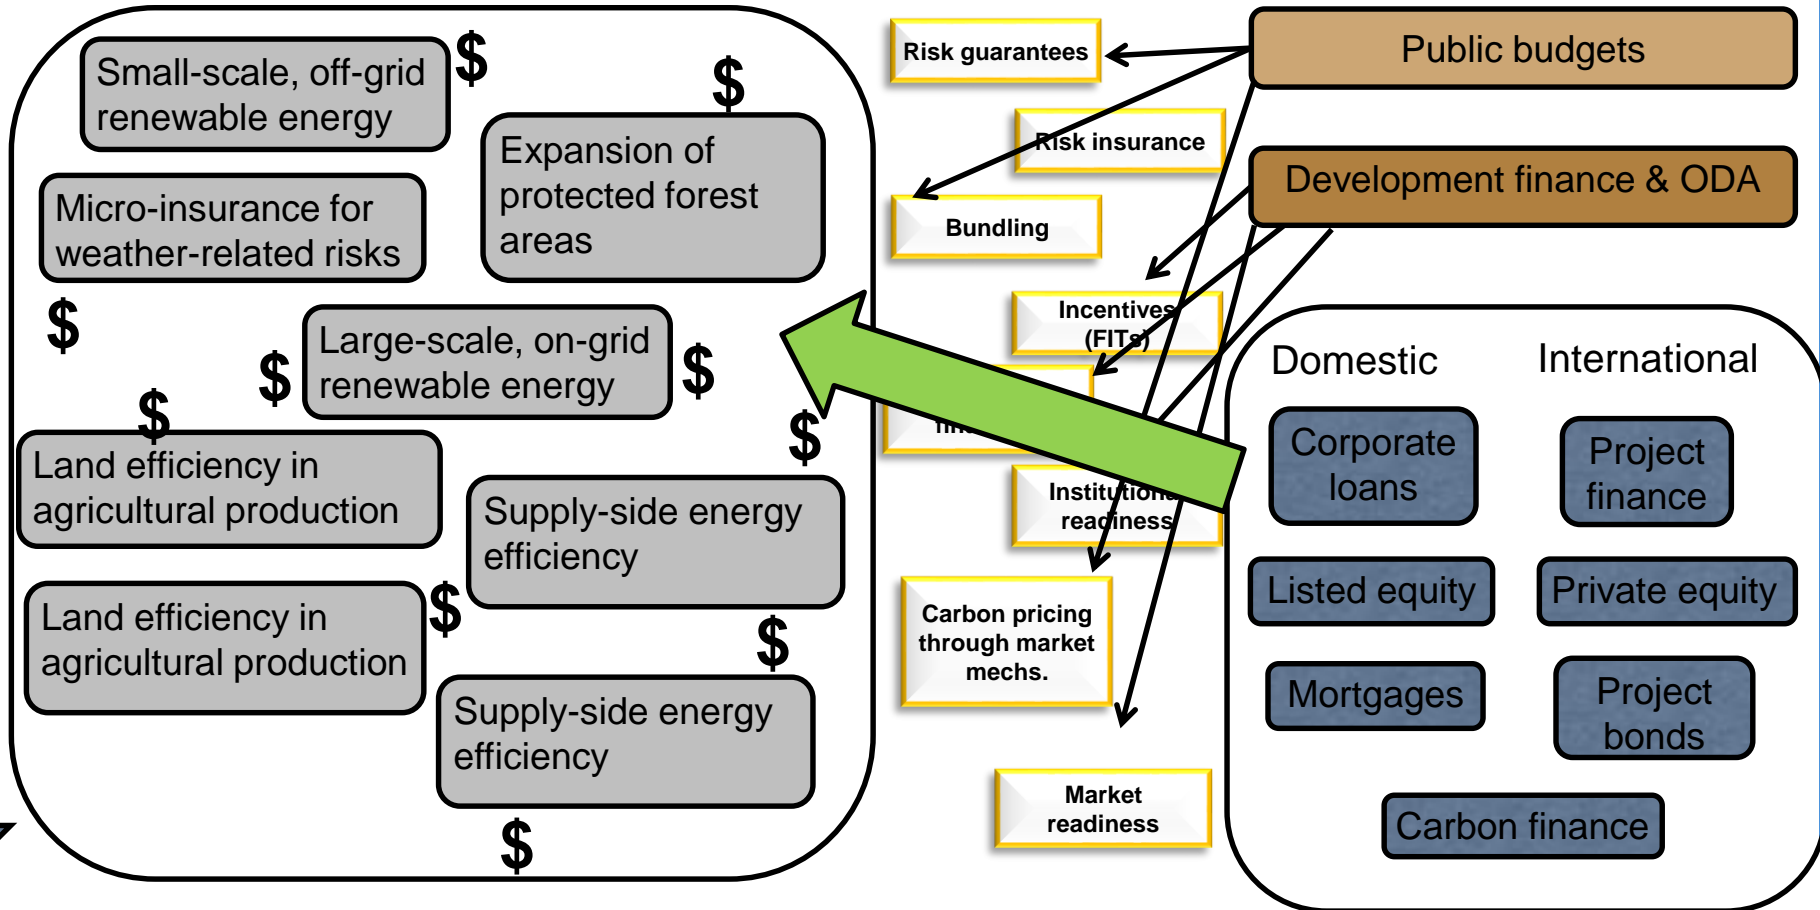 Small-scale, off-grid
renewable energy
$
$
Expansion of
protected forest
areas
Micro-insurance for
weather-related risks
$
Large-scale, on-grid
renewable energy
$
$
$
$
Land efficiency in
agricultural production
Supply-side energy
efficiency
Land efficiency in
agricultural production
$
$
Supply-side energy
efficiency
$
Risk guarantees
Risk insurance
Bundling
Incentives
(FITs)
Institutional
readiness
Carbon pricing
through market
mechs.
Market
readiness
Public budgets
Development finance & ODA
Domestic
International
Corporate
loans
Project
finance
Listed equity
Private equity
Mortgages
Project
bonds
Carbon finance